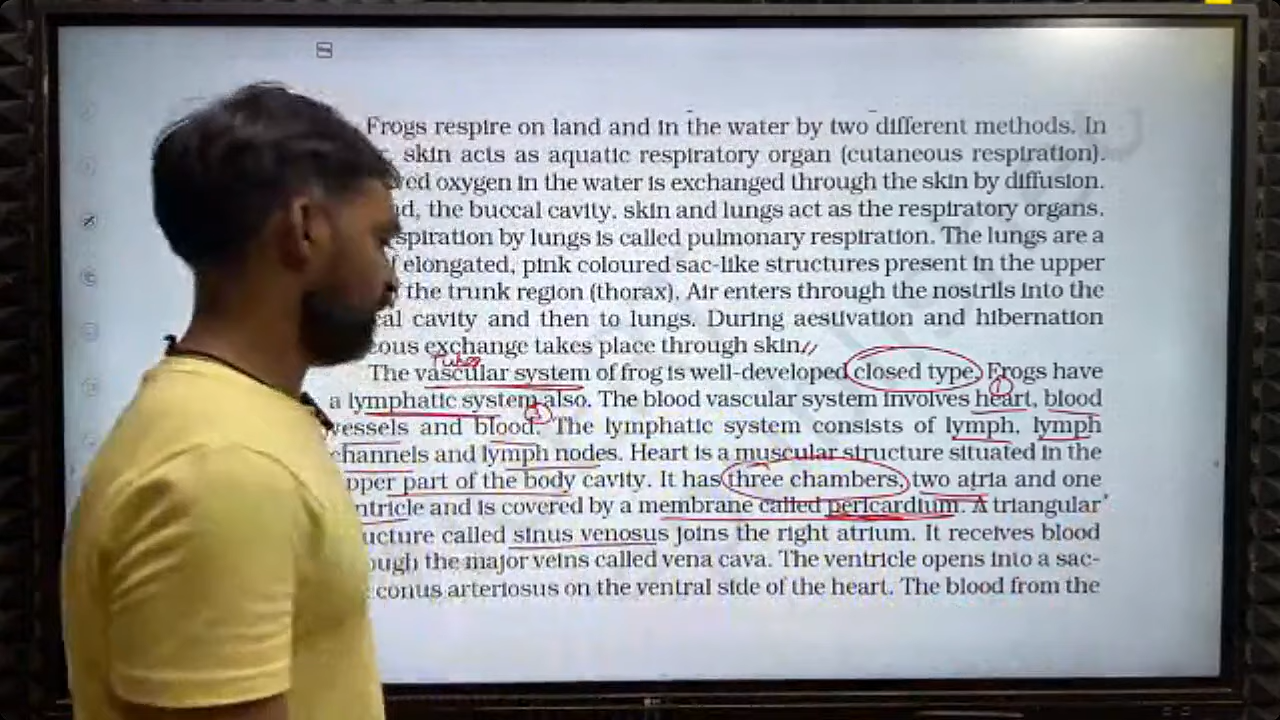 Frogs respire on land and in the water by two different methods. In
skin acts as aquatic respiratory organ (cutaneous respiration).
ved oxygen in the water is exchanged through the skin by diffusion.
d, the buccal cavity, skin and lungs act as the respiratory organs.
spiration by lungs is called pulmonary respiration. The lungs are a
f elongated, pink coloured sac-like structures present in the upper
the trunk region (thorax). Air enters through the nostrils into the
al cavity and then to lungs. During aestivation and hibernation
ous exchange takes place through skin.
The vascular system of frog is well-developed closed type. Frogs have
a lymphatic system also. The blood vascular system involves heart, blood
vessels and blood. The lymphatic system consists of lymph, lymph
channels and lymph nodes. Heart is a muscular structure situated in the
pper part of the body cavity. It has three chambers, two atria and one
ntricle and is covered by a membrane called pericardium. A triangular
ucture called sinus venosus joins the right atrium. It receives blood
ough the major veins called vena cava. The ventricle opens into a sac-
conus arteriosus on the ventral side of the heart. The blood from the